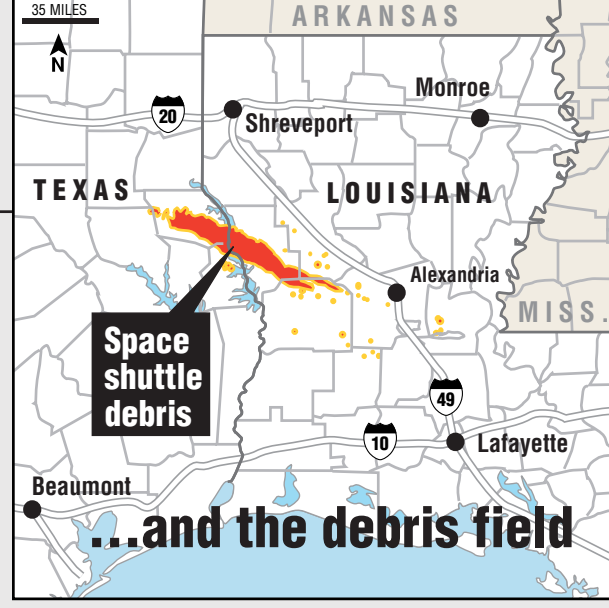 35 MILES
ARKANSAS
N
Monroe
20
Shreveport
TEXAS
LOUISIANA
Alexandria
MISS.
Space
shuttle
debris
49
10
Lafayette
Beaumont
...and the debris field